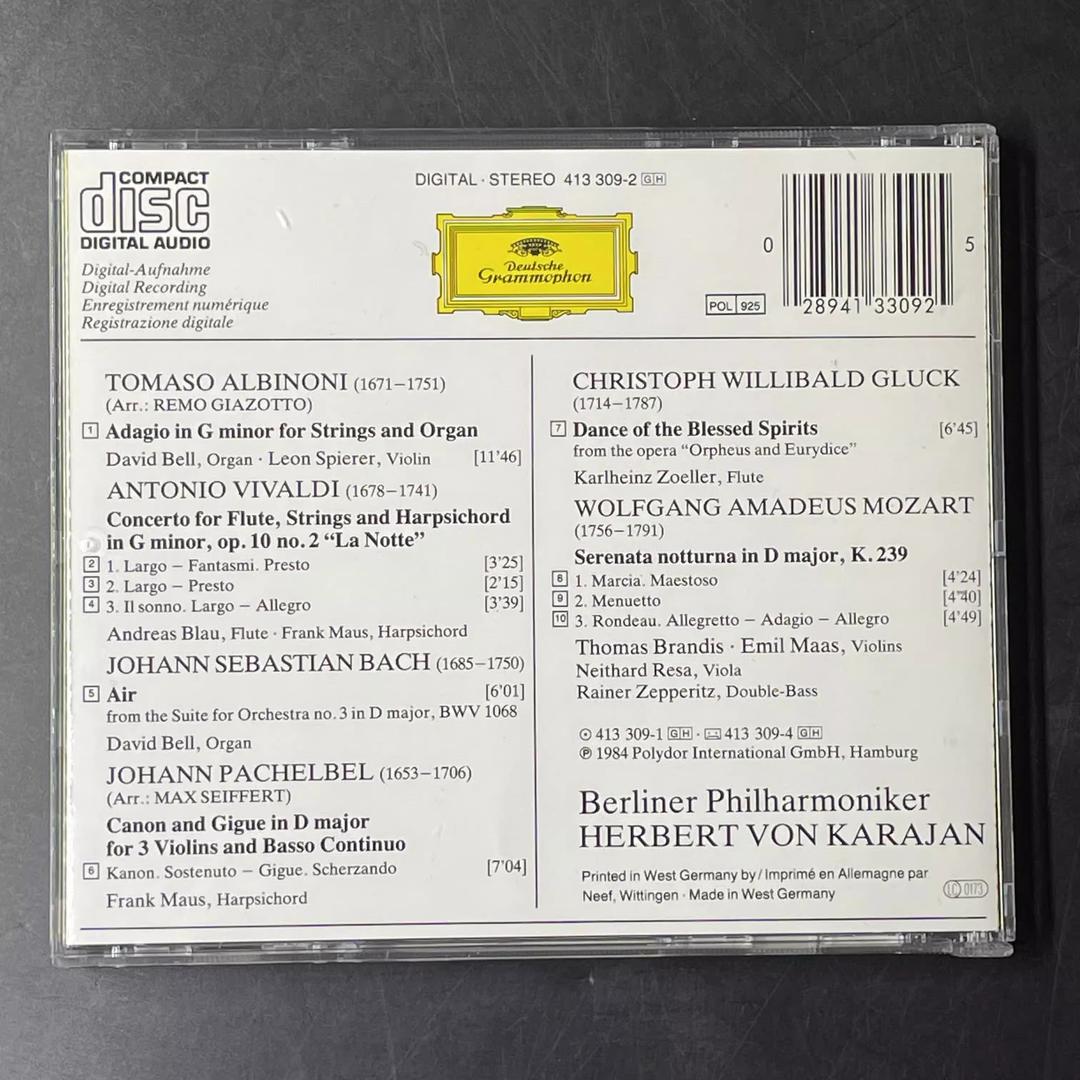 COMPACT
disc
DIGITAL AUDIO
Digital-Aufnahme
Digital Recording
Enregistrement numérique
Registrazione digitale
DIGITAL · STEREO 413 309-2 GH
Deutsche
Grammophon
POL 925
0 28941 33092 5
TOMASO ALBINONI (1671–1751)
(Arr.: REMO GIAZOTTO)
1 Adagio in G minor for Strings and Organ
David Bell, Organ · Leon Spierer, Violin [11'46]
ANTONIO VIVALDI (1678–1741)
Concerto for Flute, Strings and Harpsichord
in G minor, op. 10 no. 2 “La Notte”
2 1. Largo – Fantasmi. Presto [3'25]
3 2. Largo – Presto [2'15]
4 3. Il sonno. Largo – Allegro [3'39]
Andreas Blau, Flute · Frank Maus, Harpsichord
JOHANN SEBASTIAN BACH (1685–1750)
5 Air [6'01]
from the Suite for Orchestra no. 3 in D major, BWV 1068
David Bell, Organ
JOHANN PACHELBEL (1653–1706)
(Arr.: MAX SEIFFERT)
Canon and Gigue in D major
for 3 Violins and Basso Continuo
6 Kanon. Sostenuto – Gigue. Scherzando [7'04]
Frank Maus, Harpsichord
CHRISTOPH WILLIBALD GLUCK
(1714–1787)
7 Dance of the Blessed Spirits [6'45]
from the opera “Orpheus and Eurydice”
Karlheinz Zoeller, Flute
WOLFGANG AMADEUS MOZART
(1756–1791)
Serenata notturna in D major, K. 239
8 1. Marcia. Maestoso [4'24]
9 2. Menuetto [4'40]
10 3. Rondeau. Allegretto – Adagio – Allegro [4'49]
Thomas Brandis · Emil Maas, Violins
Neithard Resa, Viola
Rainer Zepperitz, Double-Bass
413 309-1 GH · 413 309-4 GH
℗ 1984 Polydor International GmbH, Hamburg
Berliner Philharmoniker
HERBERT VON KARAJAN
Printed in West Germany by / Imprimé en Allemagne par
Neef, Wittingen · Made in West Germany
LC 0173